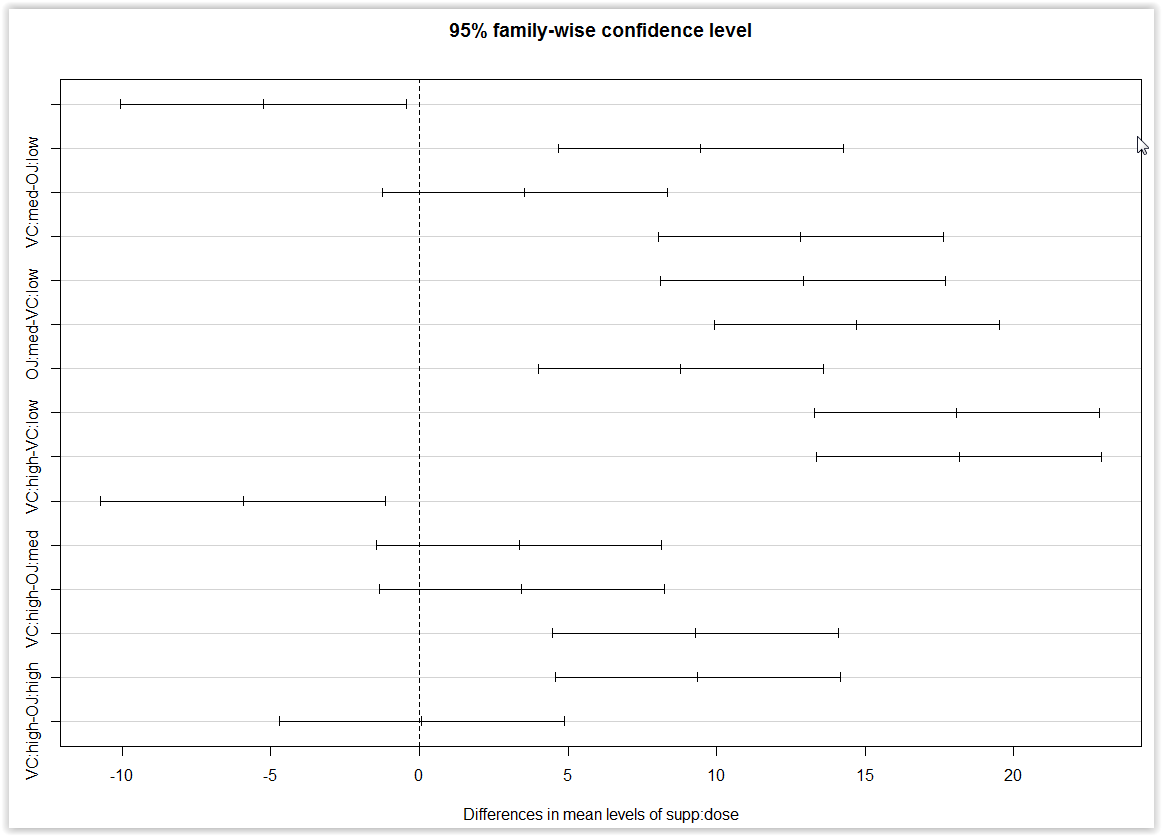 95% family-wise confidence level
VC:med-OJ:low
OJ:med-VC:low
VC:high-VC:low
VC:high-OJ:med
VC:high-OJ:high
-10 -5 0 5 10 15 20
Differences in mean levels of supp:dose